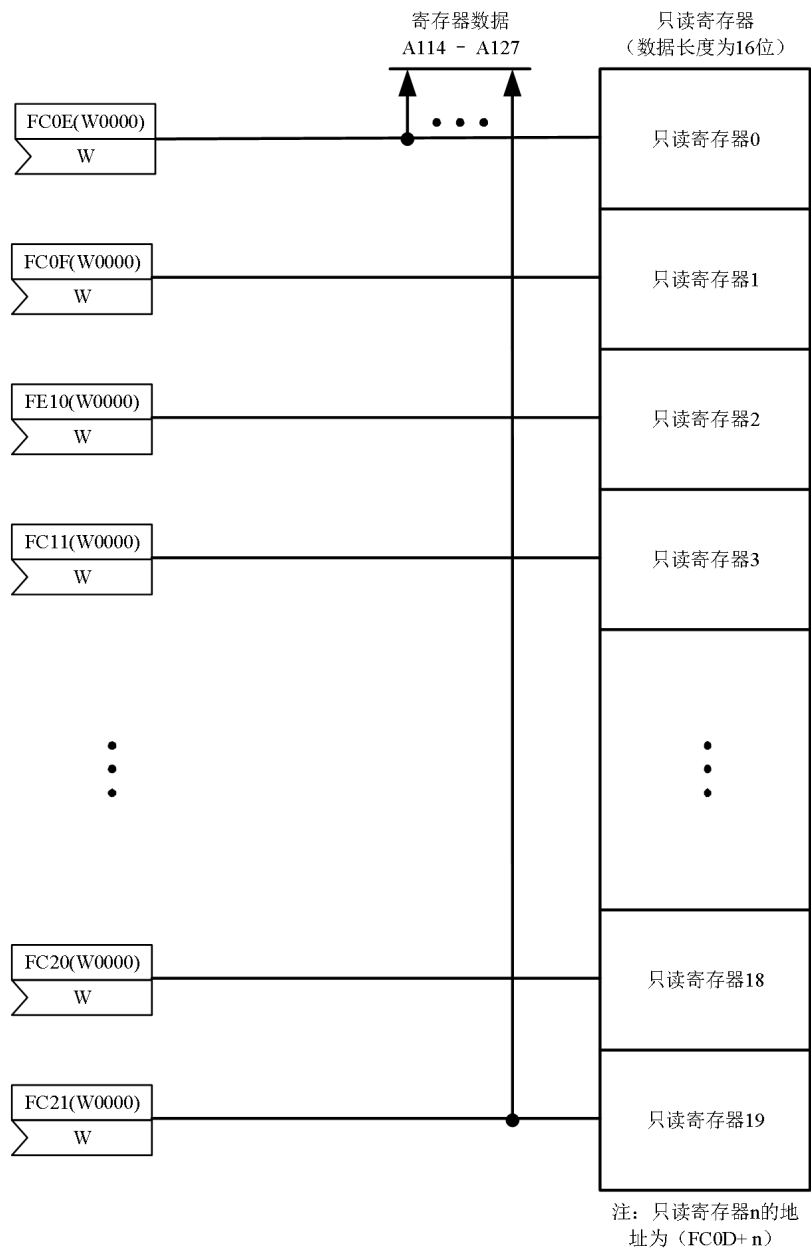 寄存器数据
A114 - A127
只读寄存器
（数据长度为16位）
FC0E(W0000)
W
只读寄存器0
FC0F(W0000)
W
只读寄存器1
FE10(W0000)
W
只读寄存器2
FC11(W0000)
W
只读寄存器3
FC20(W0000)
W
只读寄存器18
FC21(W0000)
W
只读寄存器19
注：只读寄存器n的地
址为（FC0D+n）